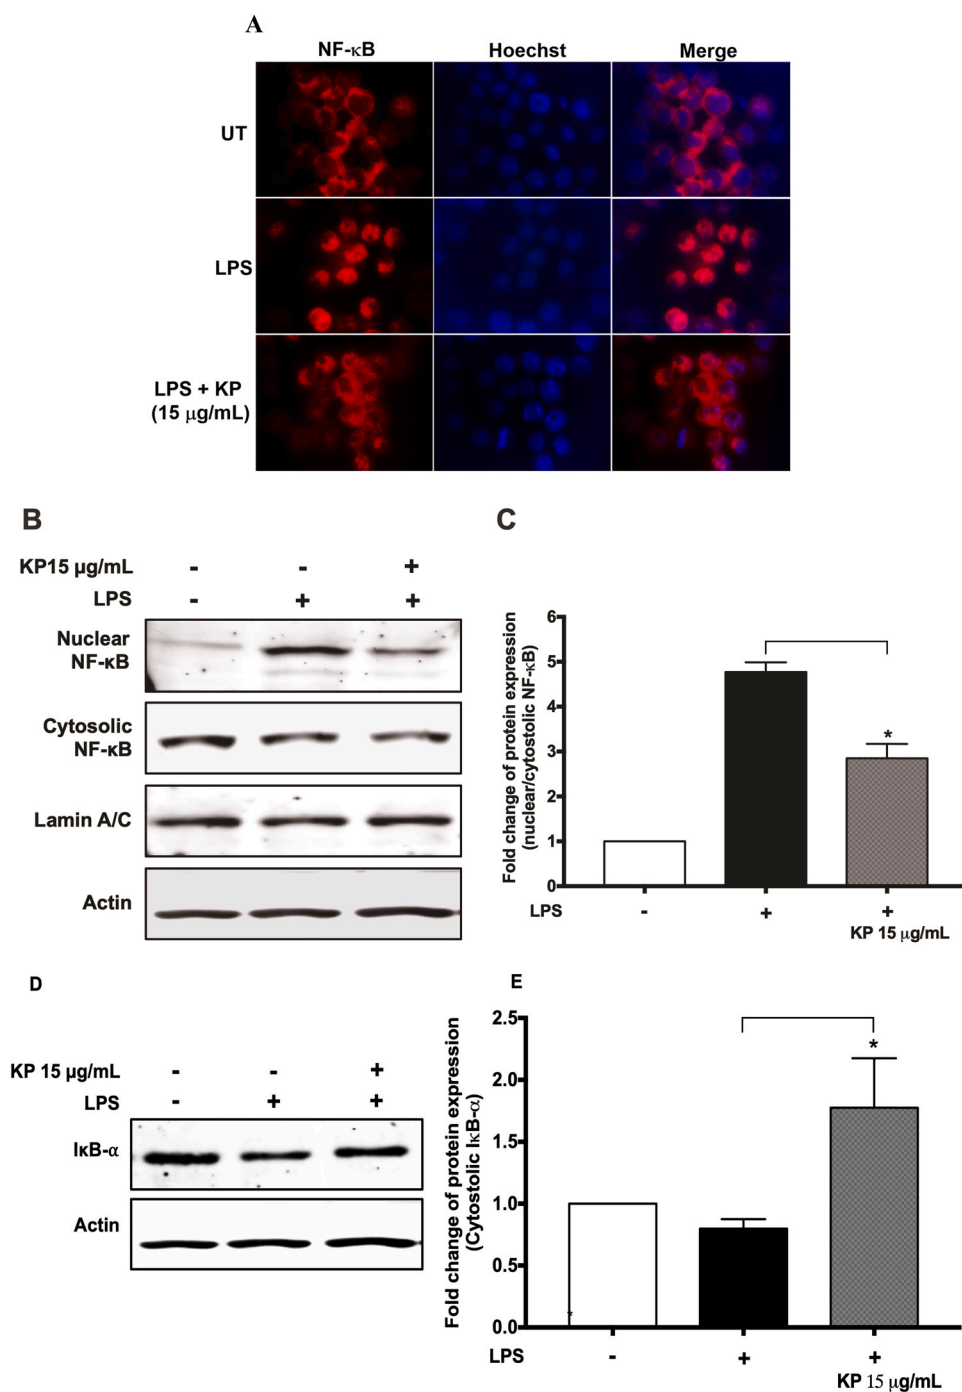 A
NF-κB Hoechst Merge
UT
LPS
LPS + KP
(15 μg/mL)
B
KP15 μg/mL - - +
LPS - + +
Nuclear
NF-κB
Cytosolic
NF-κB
Lamin A/C
Actin
C
Fold change of protein expression
(nuclear/cytostolic NF-κB)
6
5
4
3
2
1
0
LPS - + +
KP 15 μg/mL
D
KP 15 μg/mL - - +
LPS - + +
IκB-α
Actin
E
Fold change of protein expression
(Cytostolic IκB-α)
2.5
2.0
1.5
1.0
0.5
0.0
*
*
*
LPS - + +
KP 15 μg/mL